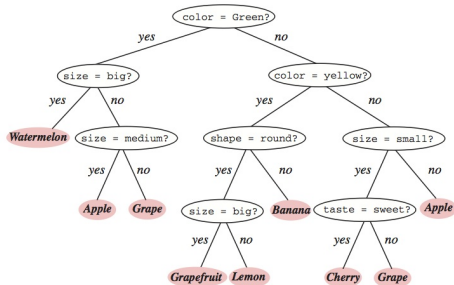 color = Green?
yes
no
size = big?
color = yellow?
yes
no
yes
no
Watermelon
size = medium?
shape = round?
size = small?
yes
no
yes
no
yes
no
Apple
Grape
size = big?
Banana
taste = sweet?
Apple
yes
no
yes
no
Grapefruit
Lemon
Cherry
Grape